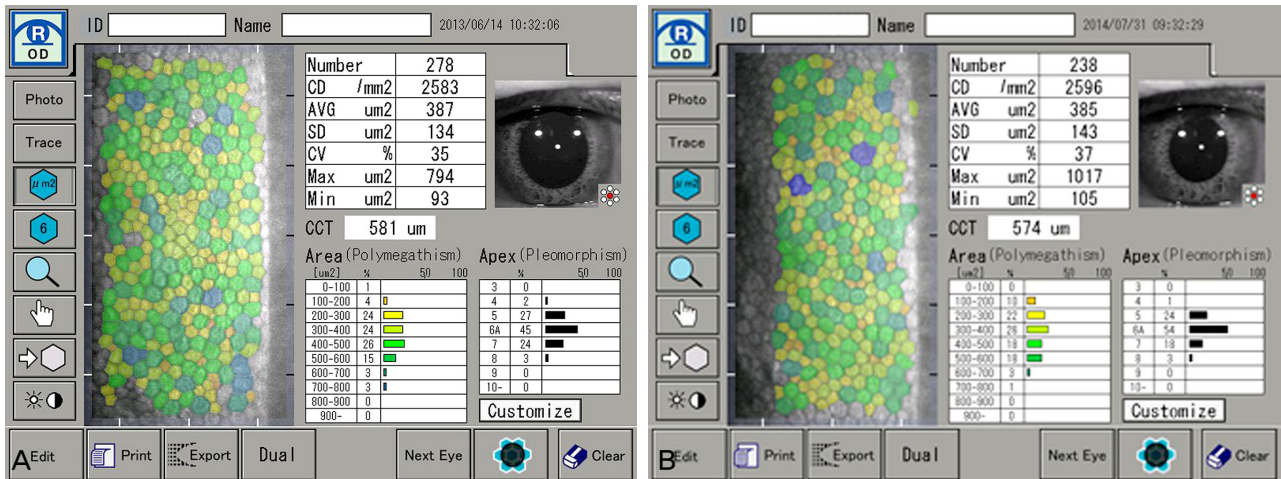 R
OD
ID
Name
2013/06/14 10:32:06
Photo
Trace
μm2
6
Number 278
CD /mm2 2583
AVG um2 387
SD um2 134
CV % 35
Max um2 794
Min um2 93
CCT 581 um
Area (Polymegathism)
[um2] % 50 100
0-100 1
100-200 4
200-300 24
300-400 24
400-500 26
500-600 15
600-700 3
700-800 3
800-900 0
900- 0
Apex (Pleomorphism)
% 50 100
3 0
4 2
5 27
6A 45
7 24
8 3
9 0
10- 0
Customize
A
Edit
Print
Export
Dual
Next Eye
Clear
R
OD
ID
Name
2014/07/31 09:32:29
Photo
Trace
μm2
6
Number 238
CD /mm2 2596
AVG um2 385
SD um2 143
CV % 37
Max um2 1017
Min um2 105
CCT 574 um
Area (Polymegathism)
[um2] % 50 100
0-100 0
100-200 10
200-300 22
300-400 26
400-500 18
500-600 18
600-700 3
700-800 1
800-900 0
900- 0
Apex (Pleomorphism)
% 50 100
3 0
4 1
5 24
6A 54
7 18
8 3
9 0
10- 0
Customize
B
Edit
Print
Export
Dual
Next Eye
Clear